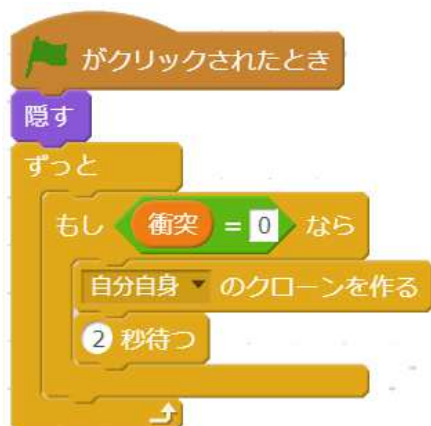 がクリックされたとき
隠す
ずっと
もし 衝突 = 0 なら
自分自身 のクローンを作る
2 秒待つ